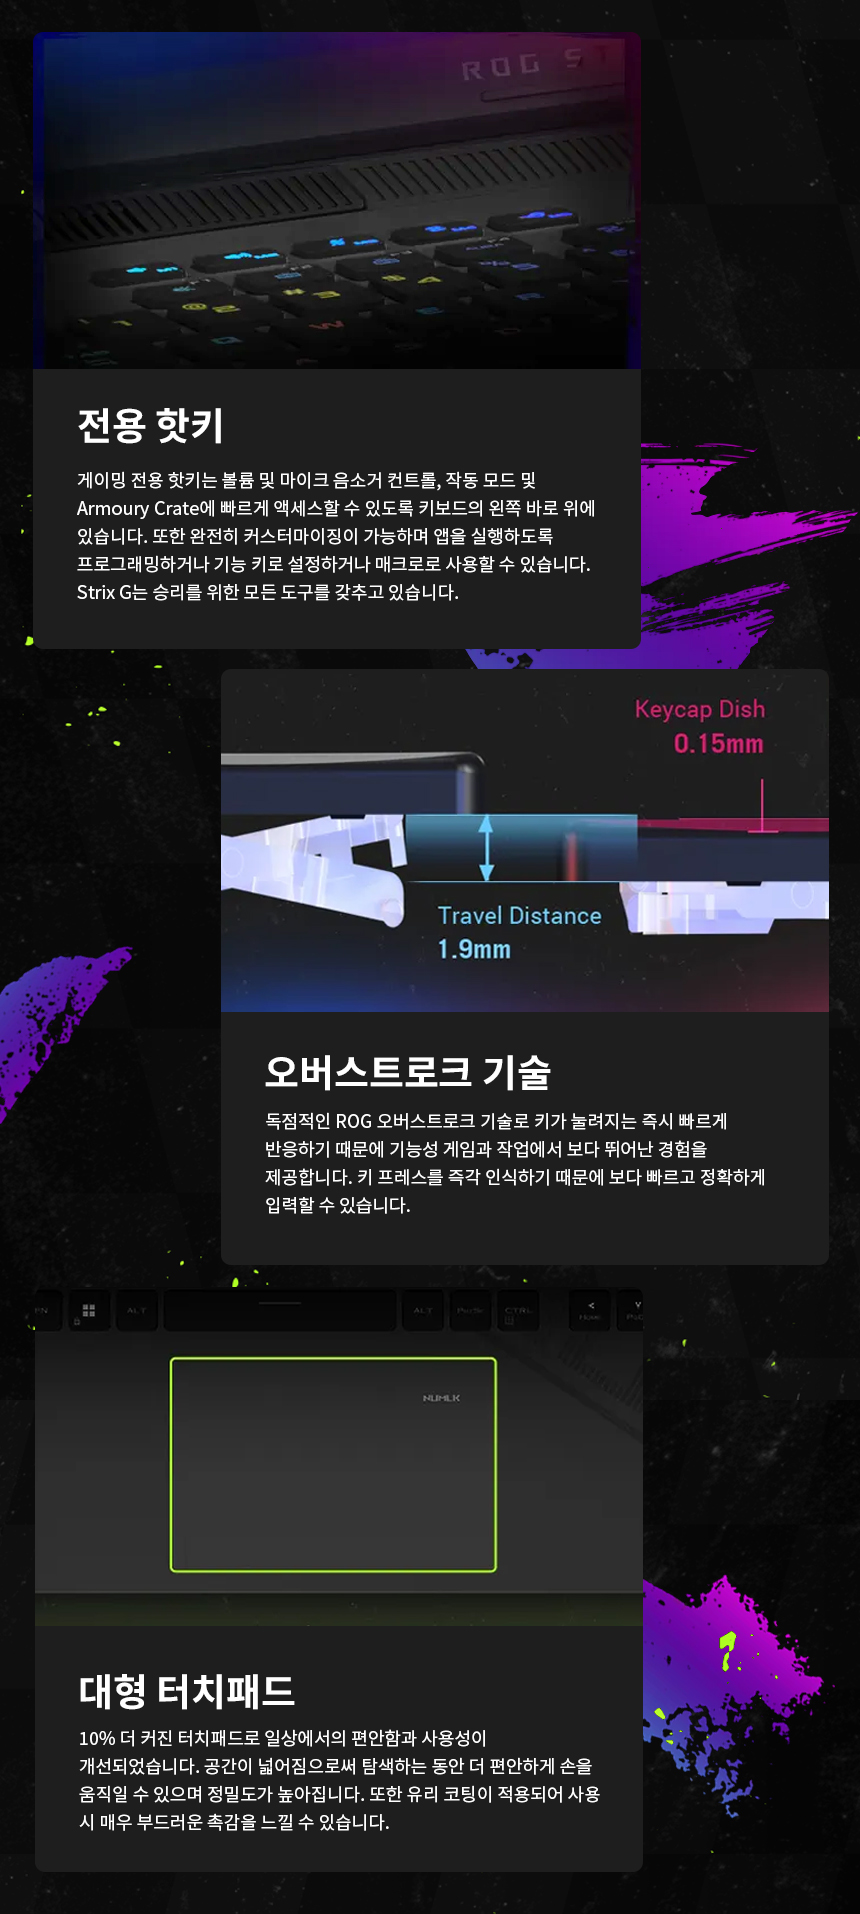 ROG ST
전용 핫키
게이밍 전용 핫키는 볼륨 및 마이크 음소거 컨트롤, 작동 모드 및
Armoury Crate에 빠르게 액세스할 수 있도록 키보드의 왼쪽 바로 위에
있습니다. 또한 완전히 커스터마이징이 가능하며 앱을 실행하도록
프로그래밍하거나 기능 키로 설정하거나 매크로로 사용할 수 있습니다.
Strix G는 승리를 위한 모든 도구를 갖추고 있습니다.
Keycap Dish
0.15mm
Travel Distance
1.9mm
오버스트로크 기술
독점적인 ROG 오버스트로크 기술로 키가 눌려지는 즉시 빠르게
반응하기 때문에 기능성 게임과 작업에서 보다 뛰어난 경험을
제공합니다. 키 프레스를 즉각 인식하기 때문에 보다 빠르고 정확하게
입력할 수 있습니다.
ALT ALT PrtSc CTRL Home
NUMLK
대형 터치패드
10% 더 커진 터치패드로 일상에서의 편안함과 사용성이
개선되었습니다. 공간이 넓어짐으로써 탐색하는 동안 더 편안하게 손을
움직일 수 있으며 정밀도가 높아집니다. 또한 유리 코팅이 적용되어 사용
시 매우 부드러운 촉감을 느낄 수 있습니다.